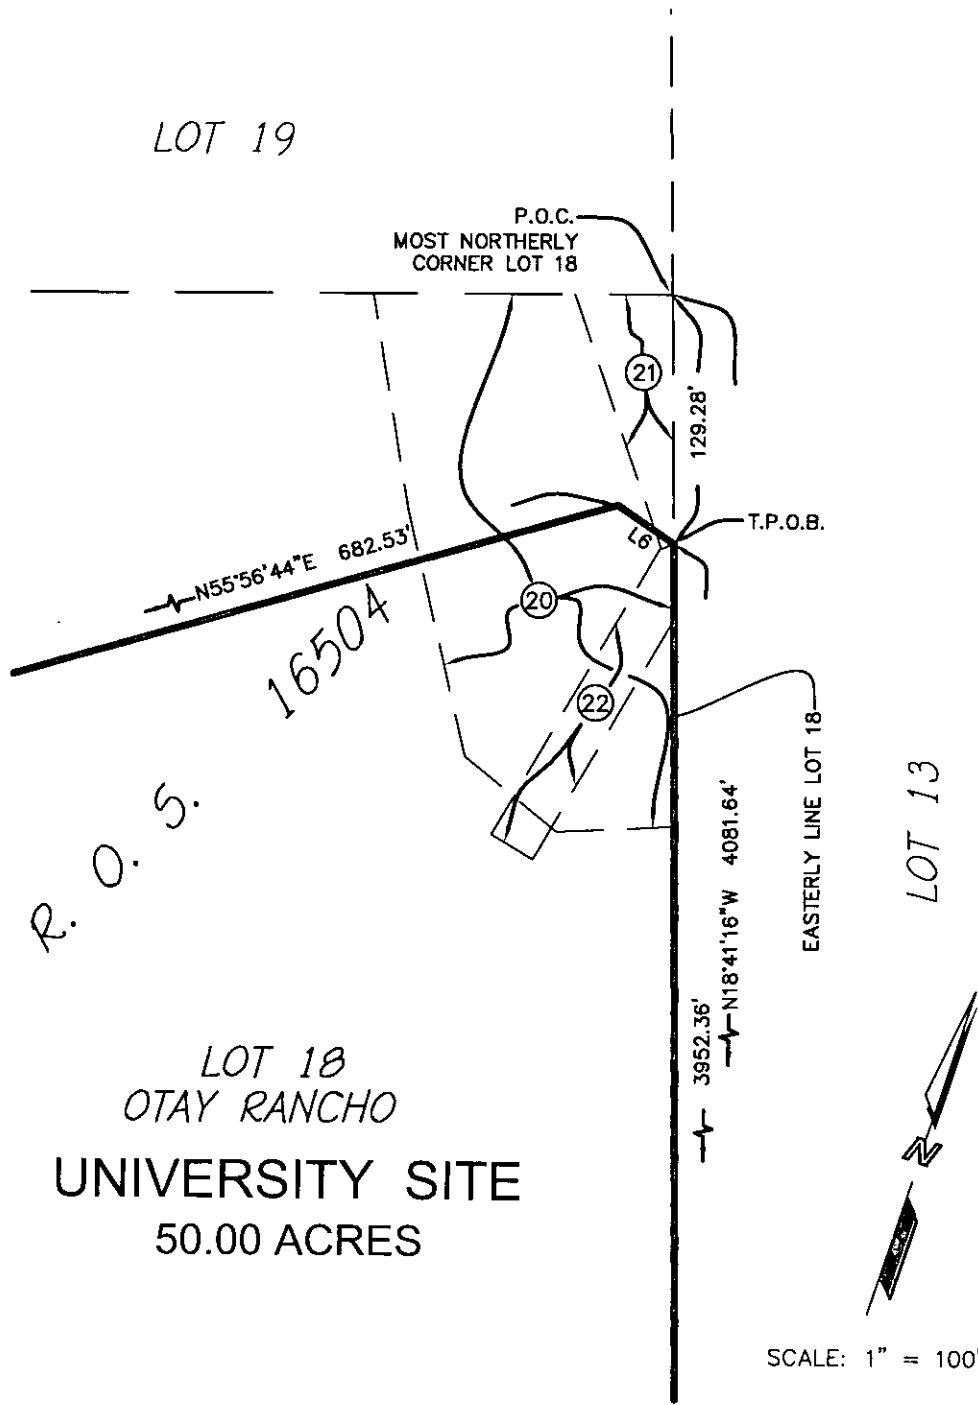 LOT 19
P.O.C.
MOST NORTHERLY
CORNER LOT 18
21
129.28'
T.P.O.B.
L6
N55°56'44"E 682.53'
20
16504
22
R. O. S.
EASTERLY LINE LOT 18
LOT 13
N18°41'16"W 4081.64'
3952.36'
LOT 18
OTAY RANCHO
UNIVERSITY SITE
50.00 ACRES
N
SCALE: 1" = 100'